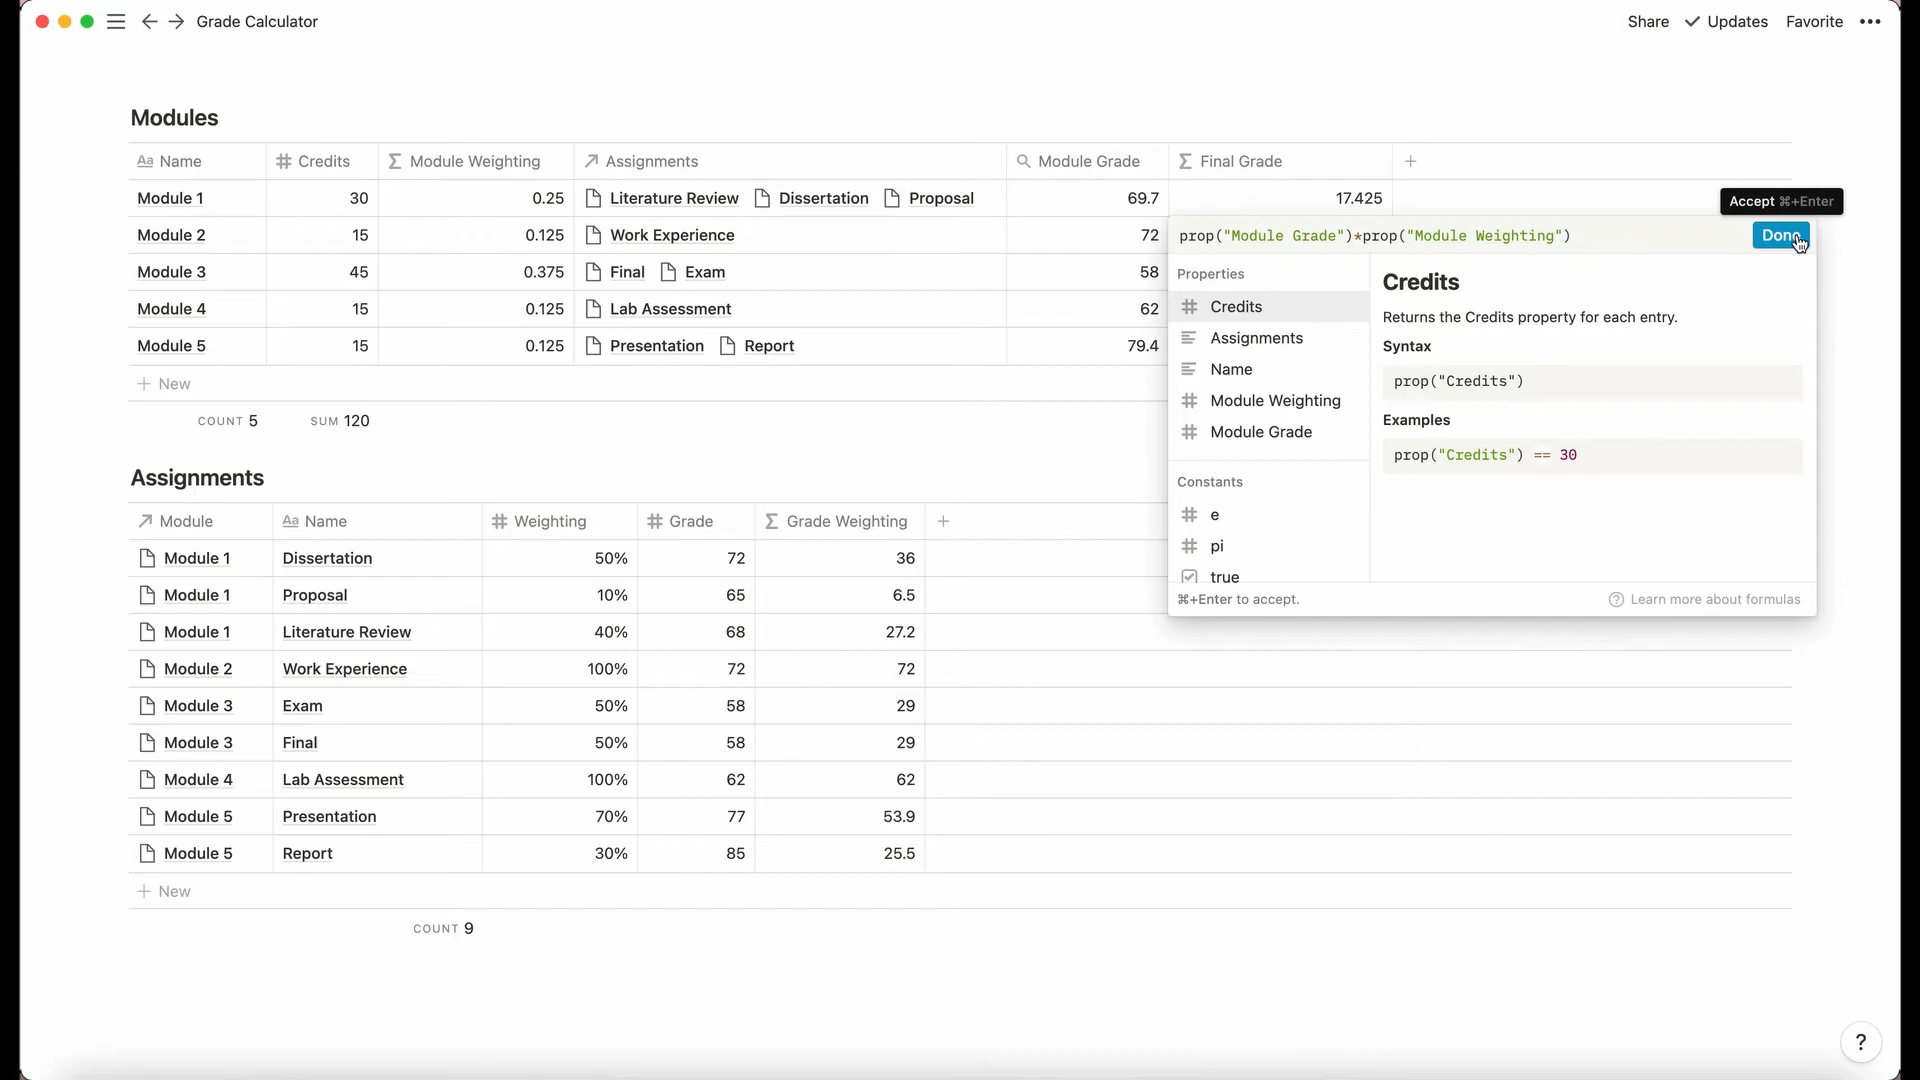 Grade Calculator Share Updates Favorite •••
Modules
Aa Name # Credits Σ Module Weighting ↗ Assignments Module Grade Σ Final Grade +
Module 1 30 0.25 Literature Review Dissertation Proposal 69.7 17.425
Accept ⌘+Enter
Module 2 15 0.125 Work Experience 72
prop("Module Grade")*prop("Module Weighting") Done
Module 3 45 0.375 Final Exam 58
Module 4 15 0.125 Lab Assessment 62
Module 5 15 0.125 Presentation Report 79.4
+ New
COUNT 5 SUM 120
Properties
# Credits
Assignments
Name
# Module Weighting
# Module Grade
Constants
# e
# pi
true
Credits
Returns the Credits property for each entry.
Syntax
prop("Credits")
Examples
prop("Credits") == 30
⌘+Enter to accept. ? Learn more about formulas
Assignments
↗ Module Aa Name # Weighting # Grade Σ Grade Weighting +
Module 1 Dissertation 50% 72 36
Module 1 Proposal 10% 65 6.5
Module 1 Literature Review 40% 68 27.2
Module 2 Work Experience 100% 72 72
Module 3 Exam 50% 58 29
Module 3 Final 50% 58 29
Module 4 Lab Assessment 100% 62 62
Module 5 Presentation 70% 77 53.9
Module 5 Report 30% 85 25.5
+ New
COUNT 9
?